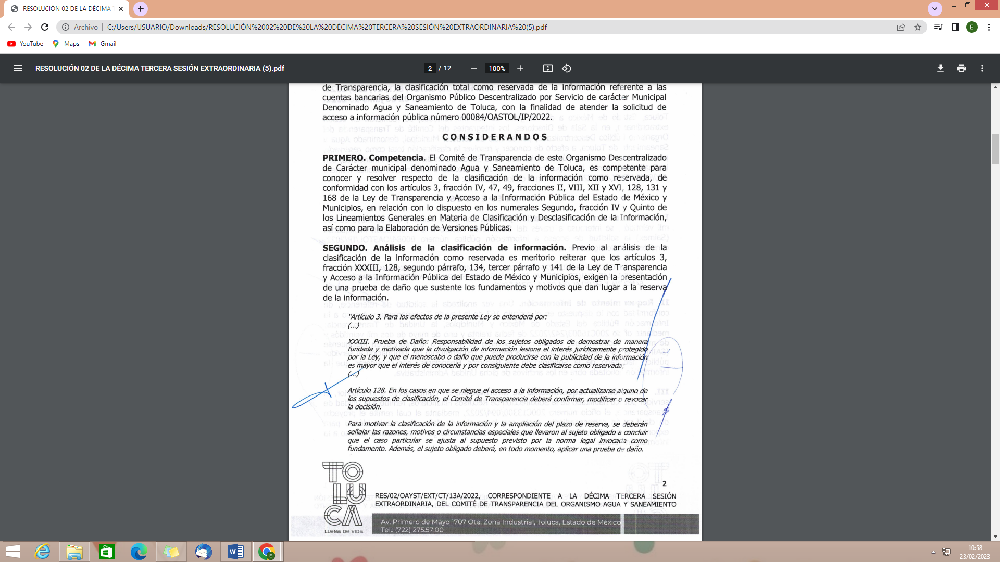 RESOLUCIÓN 02 DE LA DÉCIMA T
Archivo
C:/Users/USUARIO/Downloads/RESOLUCIÓN%2002%20DE%20LA%20DÉCIMA%20TERCERA%20SESIÓN%20EXTRAORDINARIA%20(5).pdf
E
YouTube
Maps
Gmail
RESOLUCIÓN 02 DE LA DÉCIMA TERCERA SESIÓN EXTRAORDINARIA (5).pdf
2 / 12
100%
de Transparencia, la clasificación total como reservada de la información referente a las
cuentas bancarias del Organismo Público Descentralizado por Servicio de carácter Municipal
Denominado Agua y Saneamiento de Toluca, con la finalidad de atender la solicitud de
acceso a información pública número 00084/OASTOL/IP/2022.
C O N S I D E R A N D O S
PRIMERO. Competencia. El Comité de Transparencia de este Organismo Descentralizado
de Carácter municipal denominado Agua y Saneamiento de Toluca, es competente para
conocer y resolver respecto de la clasificación de la información como reservada, de
conformidad con los artículos 3, fracción IV, 47, 49, fracciones II, VIII, XII y XVI, 128, 131 y
168 de la Ley de Transparencia y Acceso a la Información Pública del Estado de México y
Municipios, en relación con lo dispuesto en los numerales Segundo, fracción IV y Quinto de
los Lineamientos Generales en Materia de Clasificación y Desclasificación de la Información,
así como para la Elaboración de Versiones Públicas.
SEGUNDO. Análisis de la clasificación de información. Previo al análisis de la
clasificación de la información como reservada es meritorio reiterar que los artículos 3,
fracción XXXIII, 128, segundo párrafo, 134, tercer párrafo y 141 de la Ley de Transparencia
y Acceso a la Información Pública del Estado de México y Municipios, exigen la presentación
de una prueba de daño que sustente los fundamentos y motivos que dan lugar a la reserva
de la información.
"Artículo 3. Para los efectos de la presente Ley se entenderá por:
(...)
XXXIII. Prueba de Daño: Responsabilidad de los sujetos obligados de demostrar de manera
fundada y motivada que la divulgación de información lesiona el interés jurídicamente protegido
por la Ley, y que el menoscabo o daño que puede producirse con la publicidad de la información
es mayor que el interés de conocerla y por consiguiente debe clasificarse como reservada;
(...)
Artículo 128. En los casos en que se niegue el acceso a la información, por actualizarse alguno de
los supuestos de clasificación, el Comité de Transparencia deberá confirmar, modificar o revocar
la decisión.
Para motivar la clasificación de la información y la ampliación del plazo de reserva, se deberán
señalar las razones, motivos o circunstancias especiales que llevaron al sujeto obligado a concluir
que el caso particular se ajusta al supuesto previsto por la norma legal invocada como
fundamento. Además, el sujeto obligado deberá, en todo momento, aplicar una prueba de daño.
TOLUCA
LLENA DE VIDA
2
RES/02/OAYST/EXT/CT/13A/2022, CORRESPONDIENTE A LA DÉCIMA TERCERA SESIÓN
EXTRAORDINARIA, DEL COMITÉ DE TRANSPARENCIA DEL ORGANISMO AGUA Y SANEAMIENTO
Av. Primero de Mayo 1707 Ote. Zona Industrial, Toluca, Estado de México
Tel.: (722) 275.57.00
10:58
23/02/2023